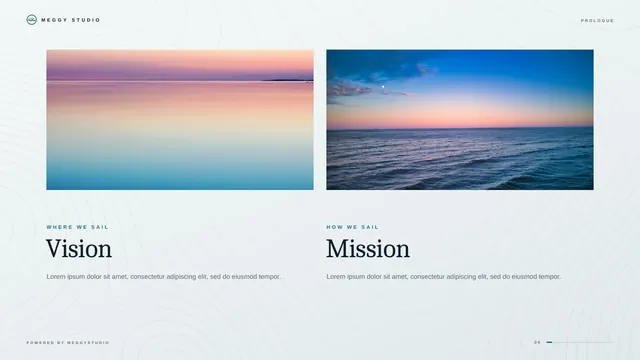 MEGGY STUDIO
PROLOGUE
WHERE WE SAIL
Vision
Lorem ipsum dolor sit amet, consectetur adipiscing elit, sed do eiusmod tempor.
HOW WE SAIL
Mission
Lorem ipsum dolor sit amet, consectetur adipiscing elit, sed do eiusmod tempor.
POWERED BY MEGGYSTUDIO